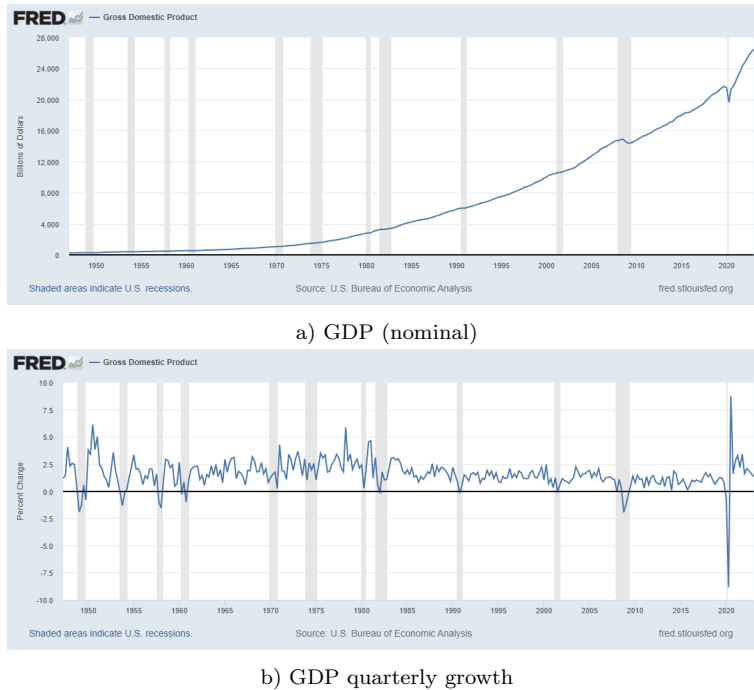 FRED — Gross Domestic Product
28,000
24,000
20,000
16,000
12,000
8,000
4,000
0
Billions of Dollars
1950 1955 1960 1965 1970 1975 1980 1985 1990 1995 2000 2005 2010 2015 2020
Shaded areas indicate U.S. recessions. Source: U.S. Bureau of Economic Analysis fred.stlouisfed.org
a) GDP (nominal)
FRED — Gross Domestic Product
10.0
7.5
5.0
2.5
0.0
-2.5
-5.0
-7.5
-10.0
Percent Change
1950 1955 1960 1965 1970 1975 1980 1985 1990 1995 2000 2005 2010 2015 2020
Shaded areas indicate U.S. recessions. Source: U.S. Bureau of Economic Analysis fred.stlouisfed.org
b) GDP quarterly growth